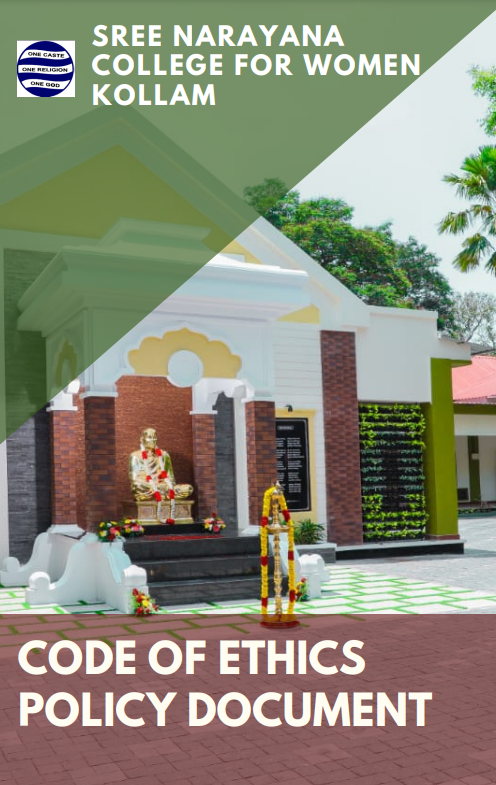 ONE CASTE
ONE RELIGION
ONE GOD
SREE NARAYANA
COLLEGE FOR WOMEN
KOLLAM
CODE OF ETHICS
POLICY DOCUMENT